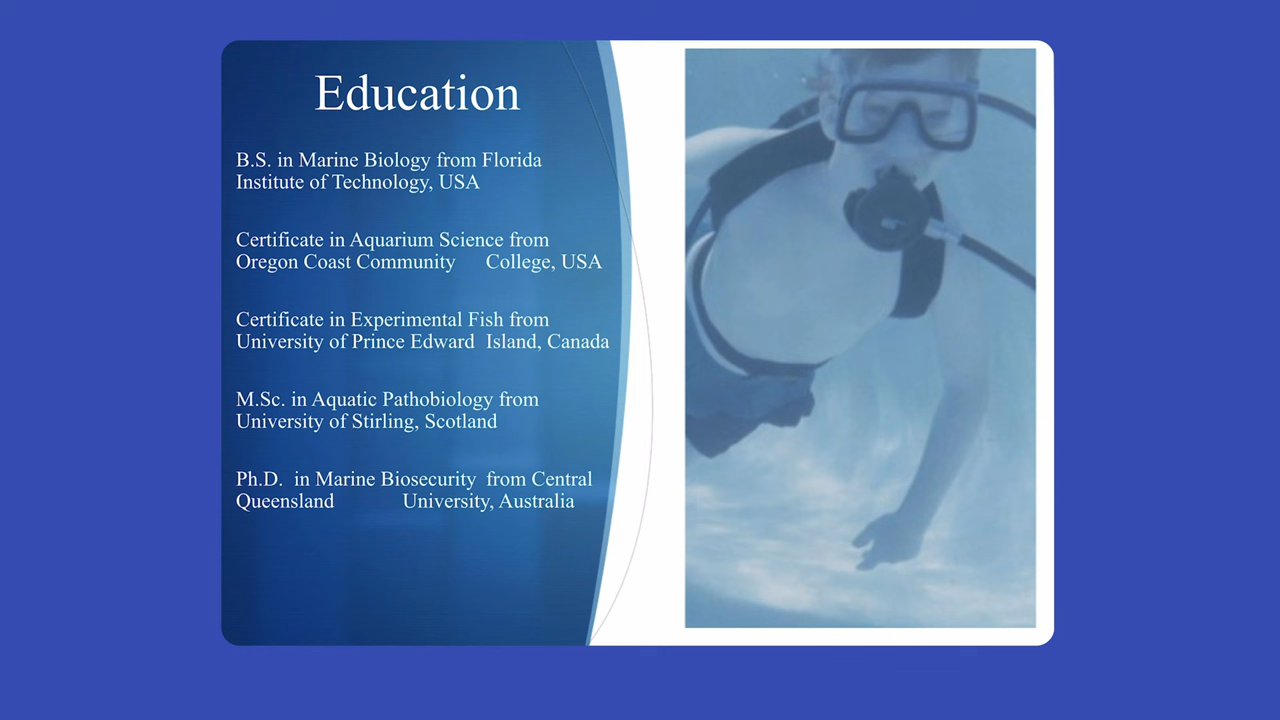 Education
B.S. in Marine Biology from Florida
Institute of Technology, USA
Certificate in Aquarium Science from
Oregon Coast Community College, USA
Certificate in Experimental Fish from
University of Prince Edward Island, Canada
M.Sc. in Aquatic Pathobiology from
University of Stirling, Scotland
Ph.D. in Marine Biosecurity from Central
Queensland University, Australia